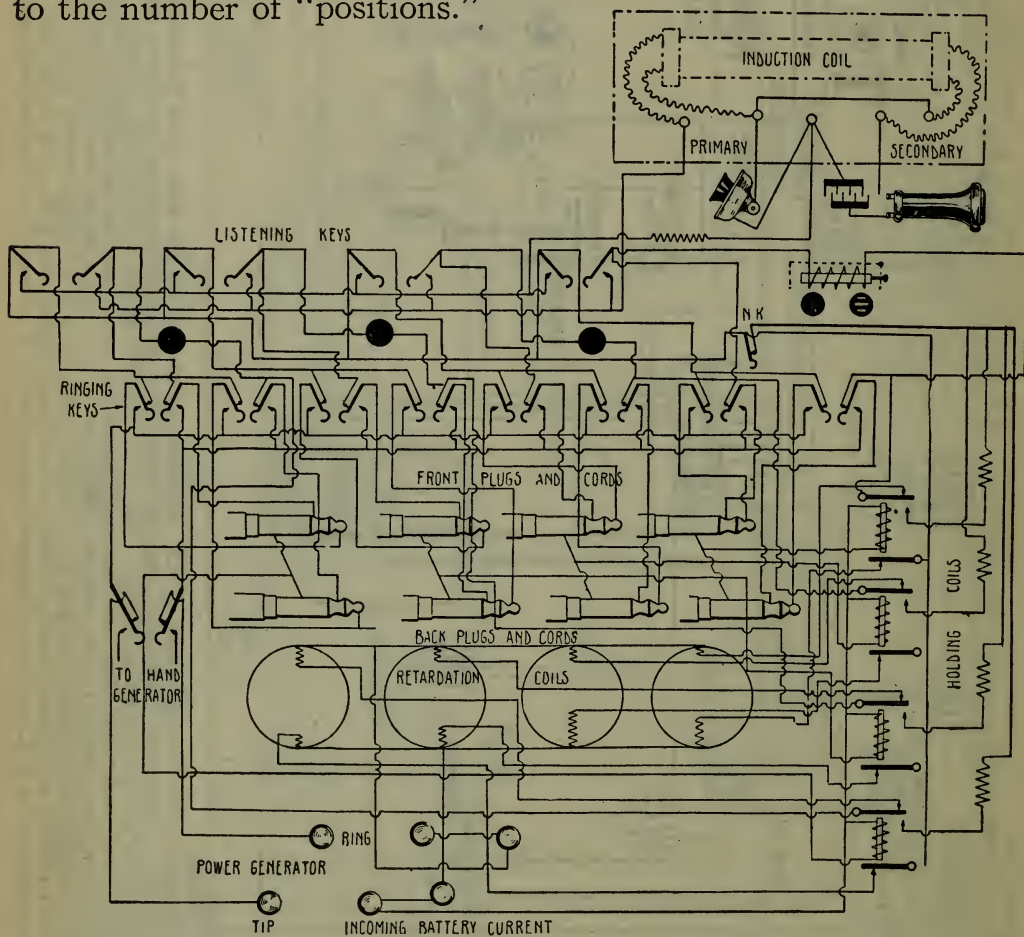 to the number of "positions."
INDUCTION COIL
PRIMARY
SECONDARY
LISTENING KEYS
N K
RINGING
KEYS
FRONT PLUGS AND CORDS
COILS
HOLDING
BACK PLUGS AND CORDS
TO HAND
GENERATOR
RETARDATION COILS
RING
POWER GENERATOR
TIP
INCOMING BATTERY CURRENT